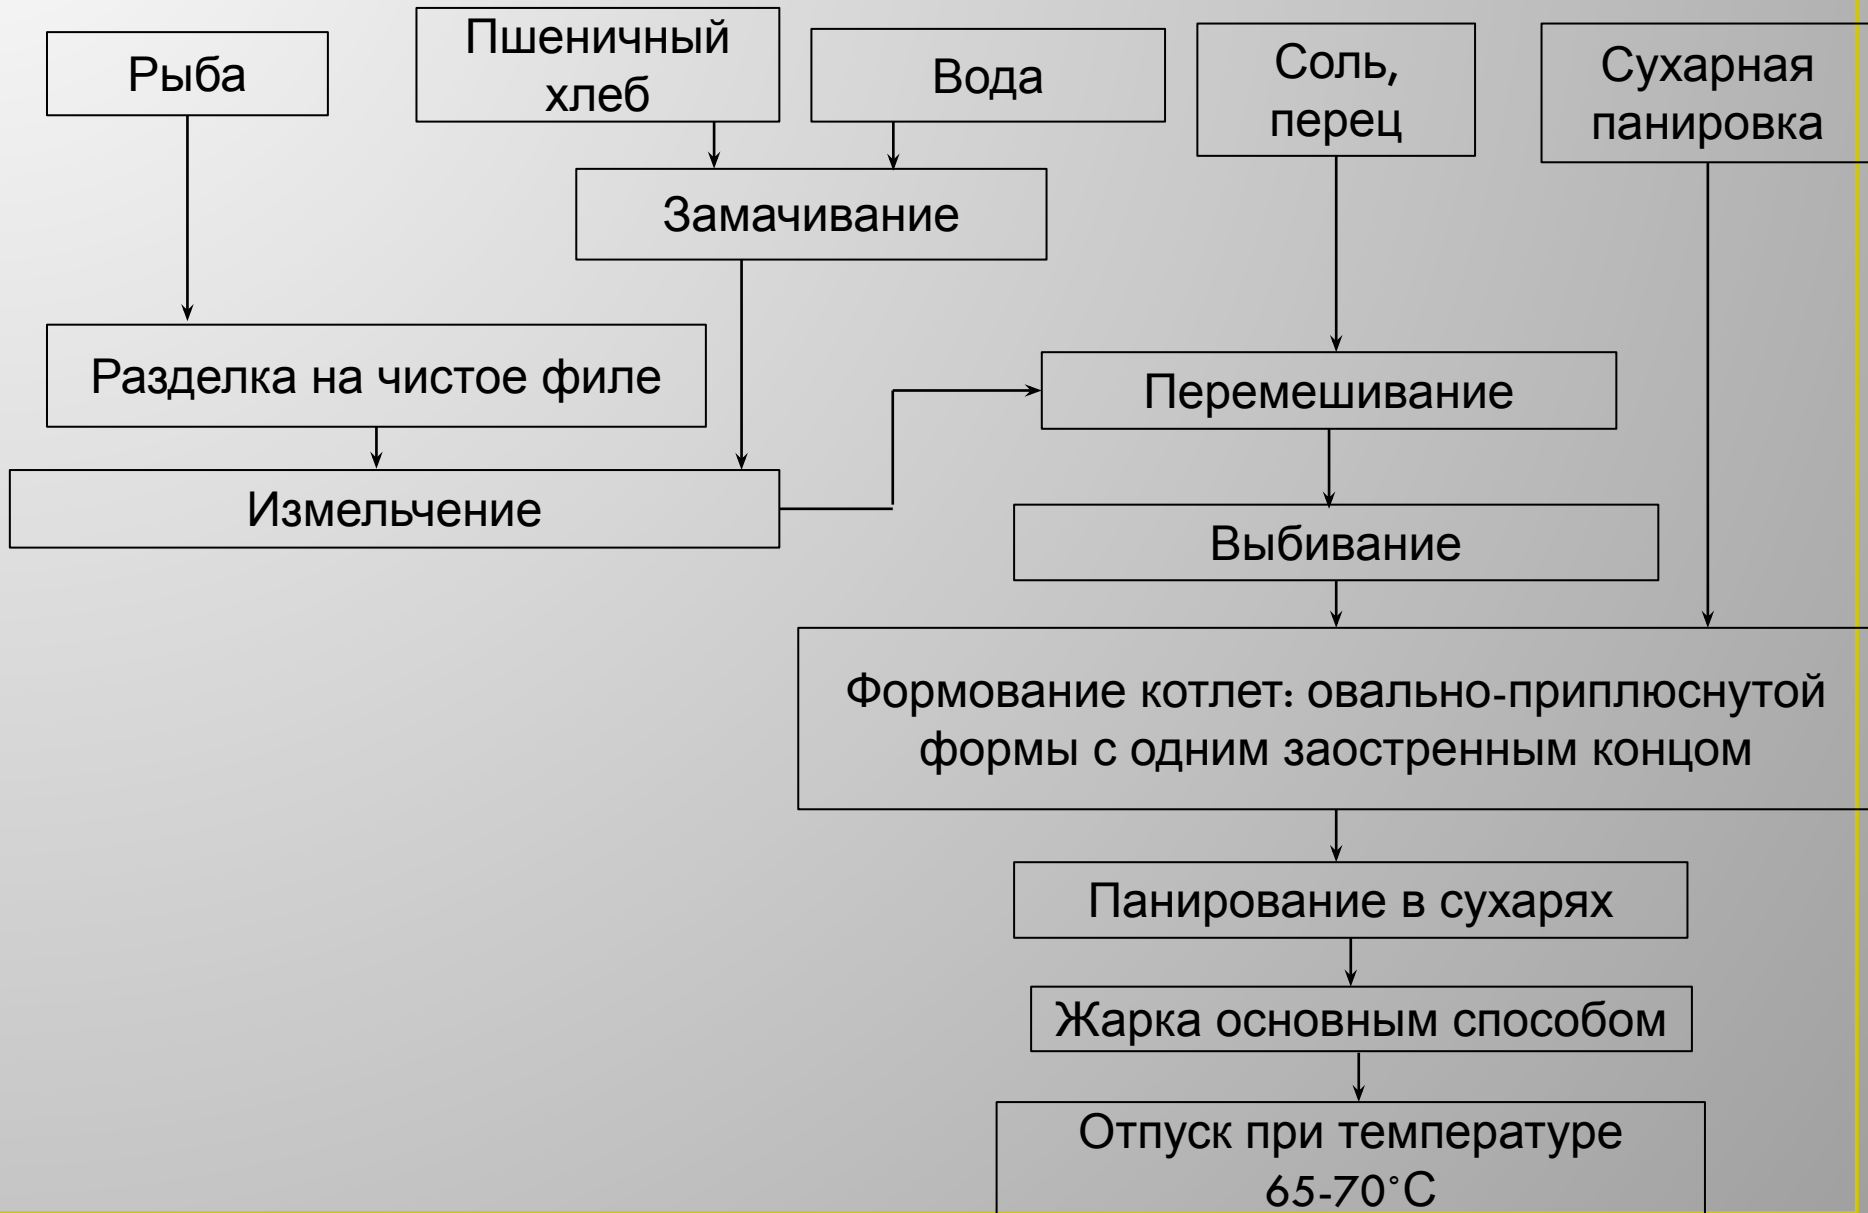 Рыба
Пшеничный
хлеб
Вода
Соль,
перец
Сухарная
панировка
Замачивание
Разделка на чистое филе
Перемешивание
Измельчение
Выбивание
Формование котлет: овально-приплюснутой
формы с одним заостренным концом
Панирование в сухарях
Жарка основным способом
Отпуск при температуре
65-70˚С